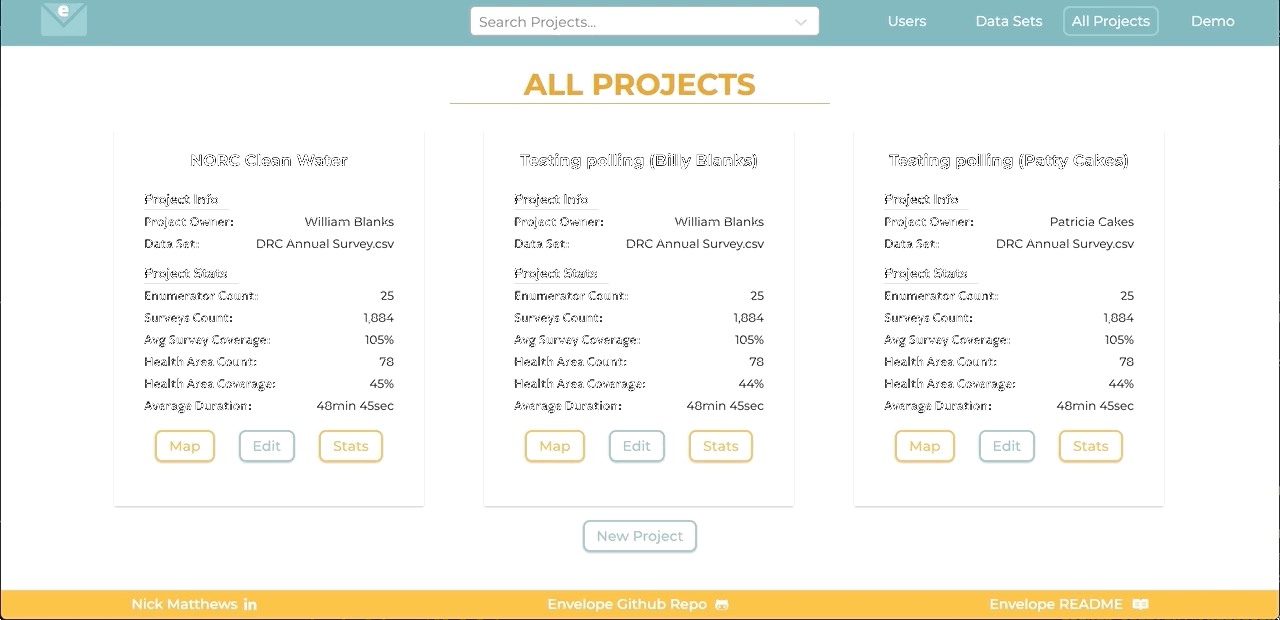 e
Search Projects...
Users
Data Sets
All Projects
Demo
ALL PROJECTS
NORC Clean Water
Project Info
Project Owner: William Blanks
Data Set: DRC Annual Survey.csv
Project Stats
Enumerator Count: 25
Surveys Count: 1,884
Avg Survey Coverage: 105%
Health Area Count: 78
Health Area Coverage: 45%
Average Duration: 48min 45sec
Map Edit Stats
Testing polling (Billy Blanks)
Project Info
Project Owner: William Blanks
Data Set: DRC Annual Survey.csv
Project Stats
Enumerator Count: 25
Surveys Count: 1,884
Avg Survey Coverage: 105%
Health Area Count: 78
Health Area Coverage: 44%
Average Duration: 48min 45sec
Map Edit Stats
Testing polling (Patty Cakes)
Project Info
Project Owner: Patricia Cakes
Data Set: DRC Annual Survey.csv
Project Stats
Enumerator Count: 25
Surveys Count: 1,884
Avg Survey Coverage: 105%
Health Area Count: 78
Health Area Coverage: 44%
Average Duration: 48min 45sec
Map Edit Stats
New Project
Nick Matthews in
Envelope Github Repo
Envelope README